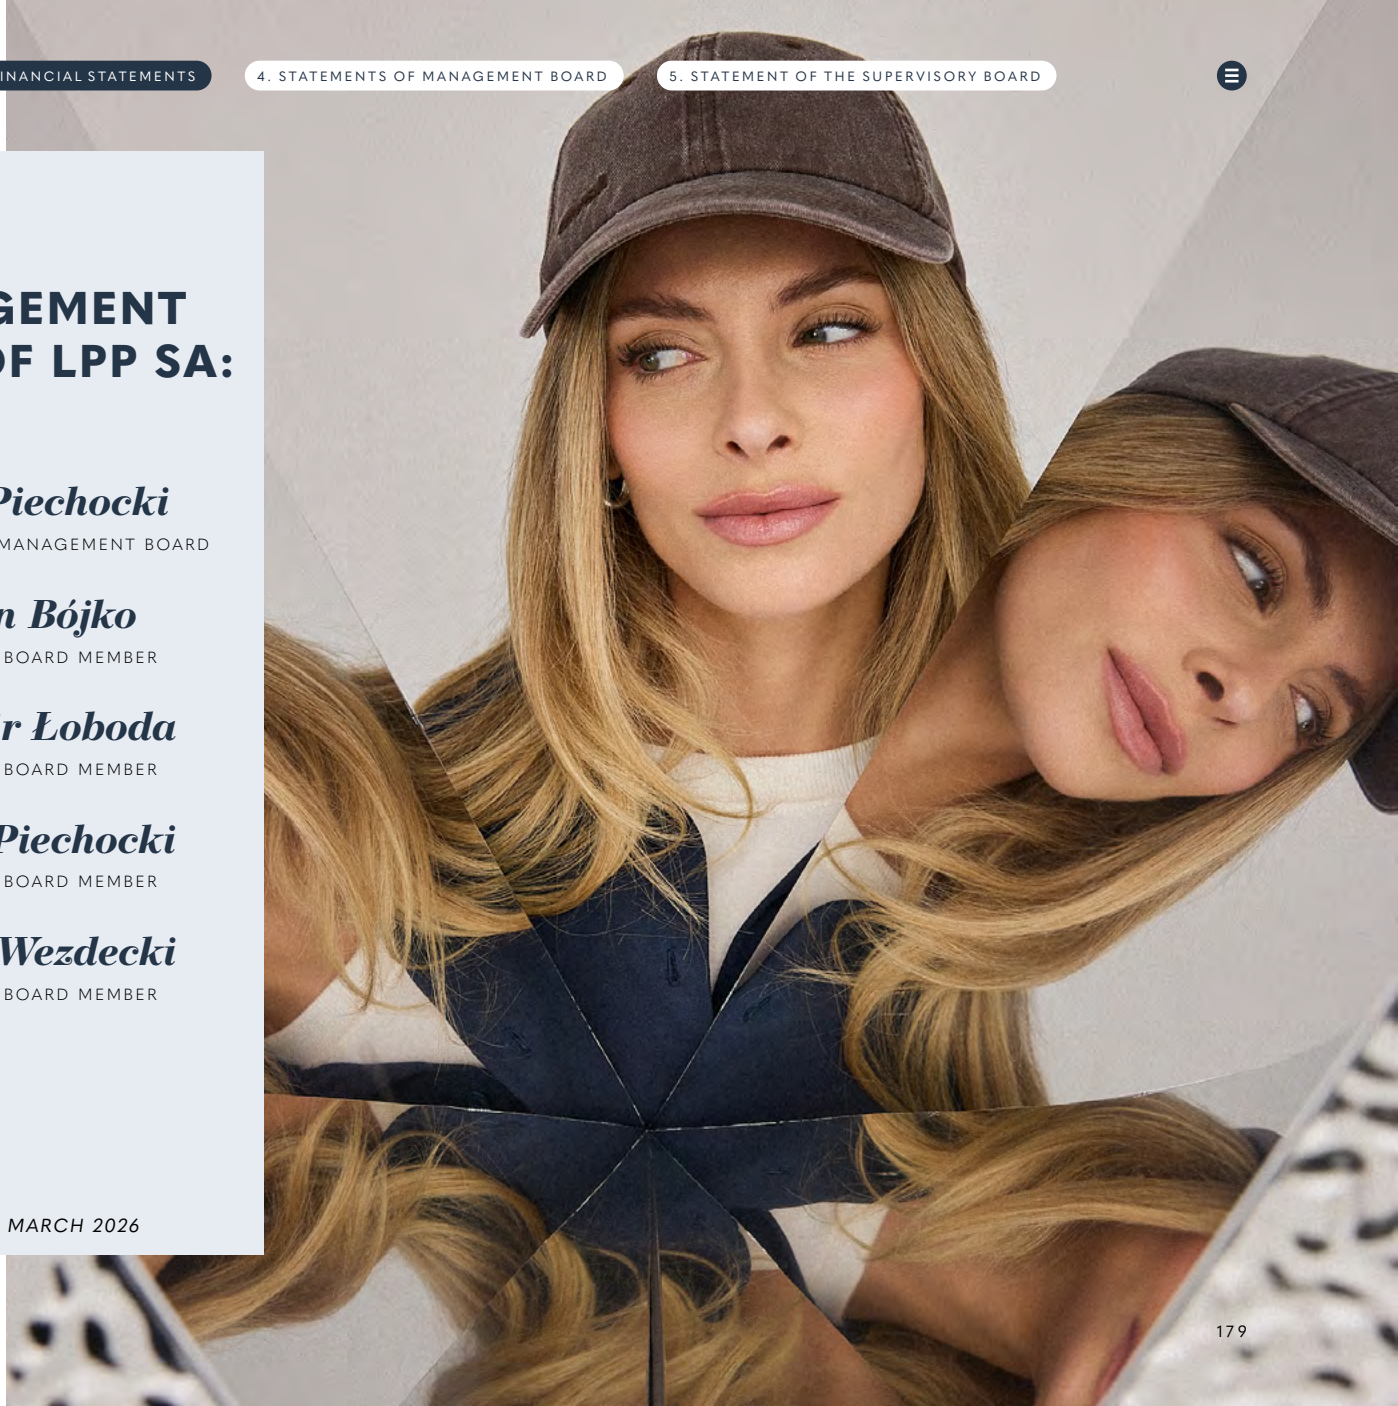 INANCIAL STATEMENTS
4. STATEMENTS OF MANAGEMENT BOARD
5. STATEMENT OF THE SUPERVISORY BOARD
GEMENT
OF LPP SA:
Piechocki
MANAGEMENT BOARD
n Bójko
BOARD MEMBER
r Łoboda
BOARD MEMBER
Piechocki
BOARD MEMBER
Wezdecki
BOARD MEMBER
MARCH 2026
179